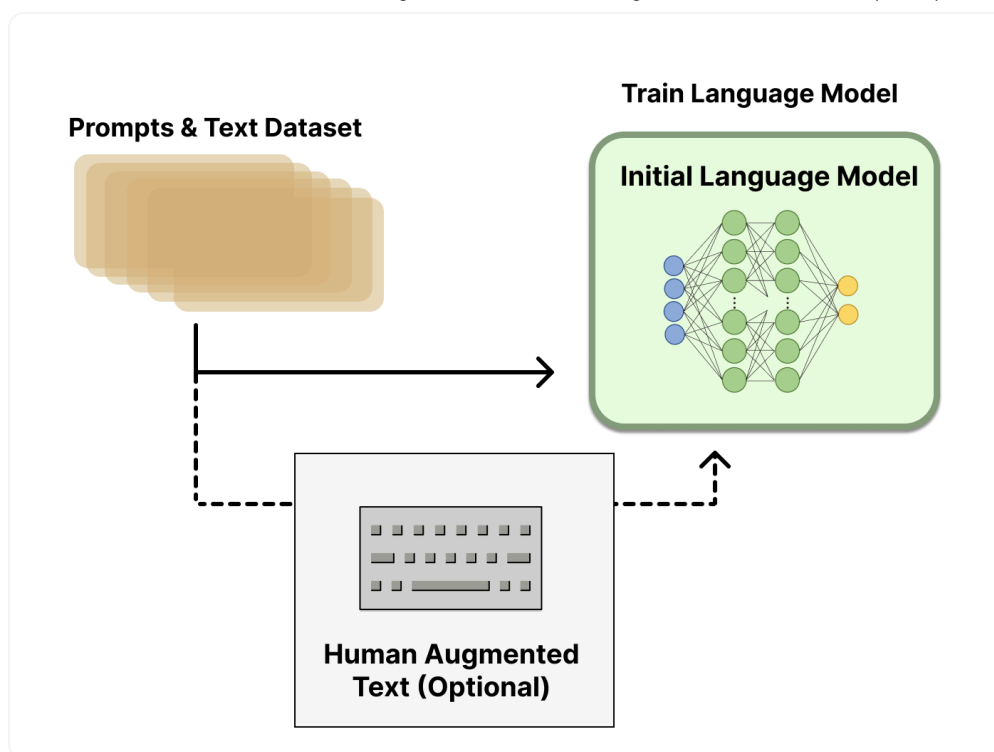 Train Language Model
Prompts & Text Dataset
Initial Language Model
Human Augmented
Text (Optional)